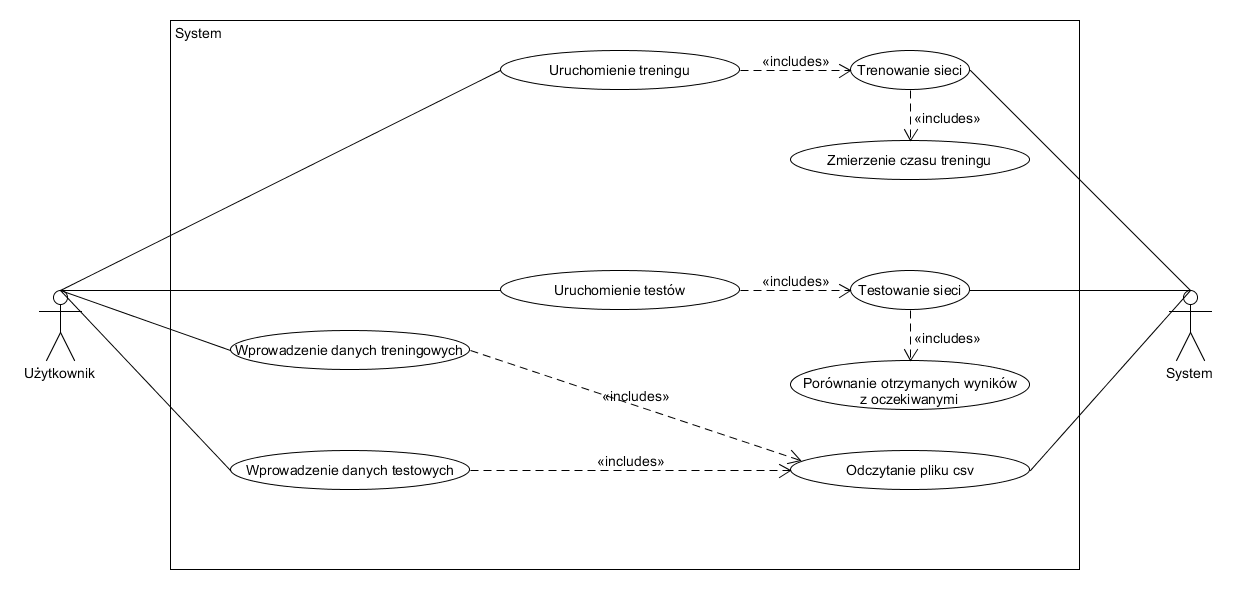 System
Uruchomienie treningu
«includes»
Trenowanie sieci
«includes»
Zmierzenie czasu treningu
Uruchomienie testów
«includes»
Testowanie sieci
«includes»
Wprowadzenie danych treningowych
Użytkownik
System
Porównanie otrzymanych wyników
z oczekiwanymi
«includes»
Wprowadzenie danych testowych
«includes»
Odczytanie pliku csv